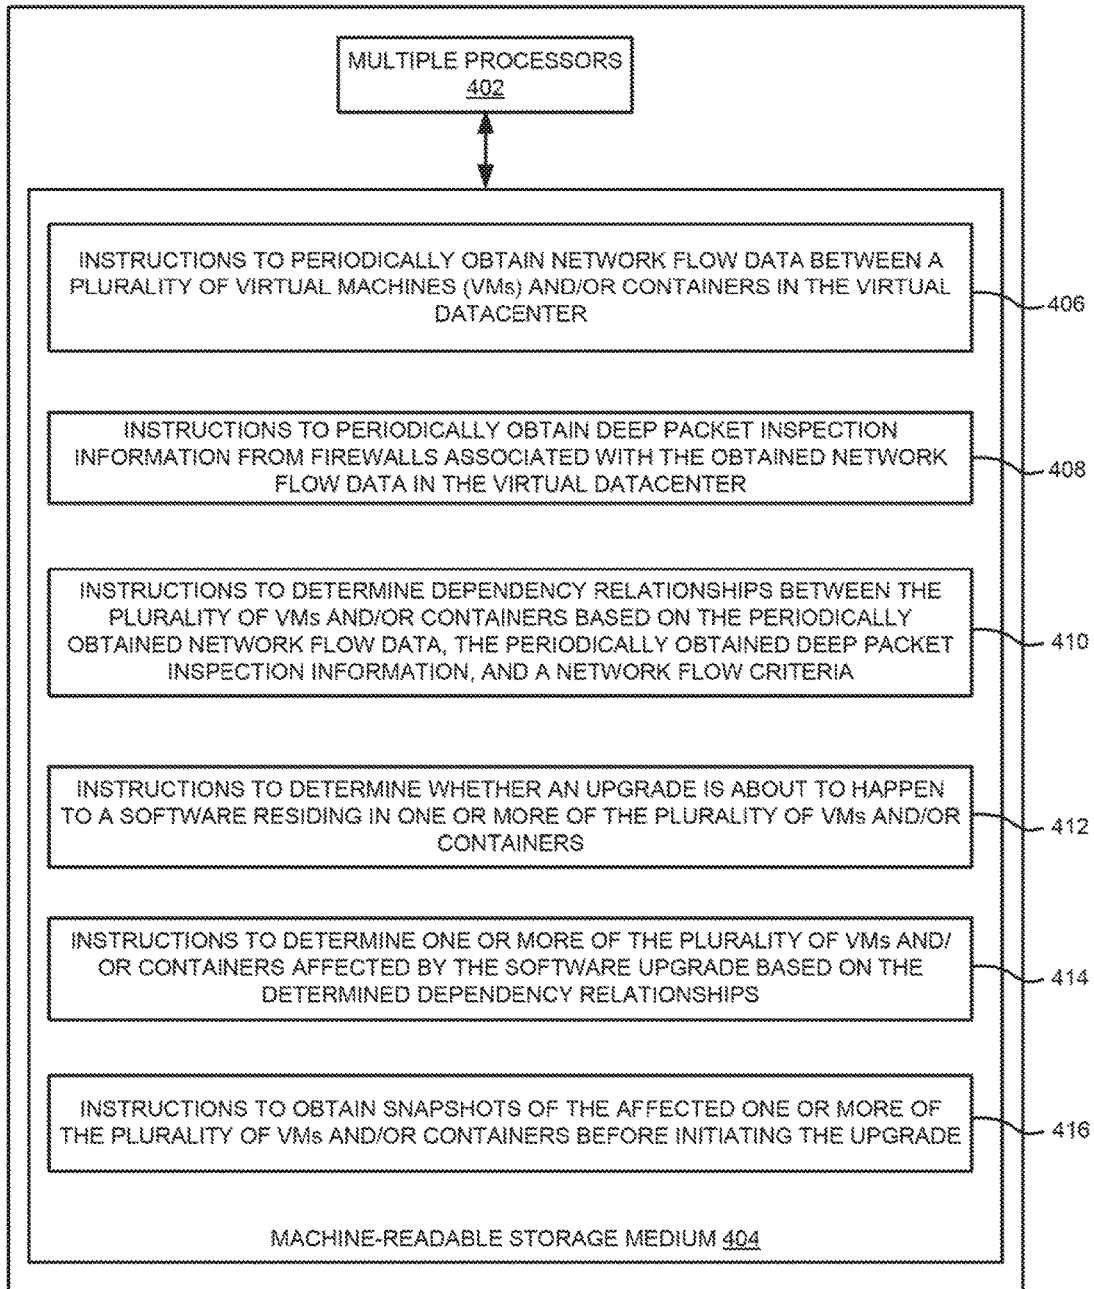 MULTIPLE PROCESSORS
402
INSTRUCTIONS TO PERIODICALLY OBTAIN NETWORK FLOW DATA BETWEEN A
PLURALITY OF VIRTUAL MACHINES (VMs) AND/OR CONTAINERS IN THE VIRTUAL
DATACENTER
406
INSTRUCTIONS TO PERIODICALLY OBTAIN DEEP PACKET INSPECTION
INFORMATION FROM FIREWALLS ASSOCIATED WITH THE OBTAINED NETWORK
FLOW DATA IN THE VIRTUAL DATACENTER
408
INSTRUCTIONS TO DETERMINE DEPENDENCY RELATIONSHIPS BETWEEN THE
PLURALITY OF VMs AND/OR CONTAINERS BASED ON THE PERIODICALLY
OBTAINED NETWORK FLOW DATA, THE PERIODICALLY OBTAINED DEEP PACKET
INSPECTION INFORMATION, AND A NETWORK FLOW CRITERIA
410
INSTRUCTIONS TO DETERMINE WHETHER AN UPGRADE IS ABOUT TO HAPPEN
TO A SOFTWARE RESIDING IN ONE OR MORE OF THE PLURALITY OF VMs AND/OR
CONTAINERS
412
INSTRUCTIONS TO DETERMINE ONE OR MORE OF THE PLURALITY OF VMs AND/
OR CONTAINERS AFFECTED BY THE SOFTWARE UPGRADE BASED ON THE
DETERMINED DEPENDENCY RELATIONSHIPS
414
INSTRUCTIONS TO OBTAIN SNAPSHOTS OF THE AFFECTED ONE OR MORE OF
THE PLURALITY OF VMs AND/OR CONTAINERS BEFORE INITIATING THE UPGRADE
416
MACHINE-READABLE STORAGE MEDIUM 404